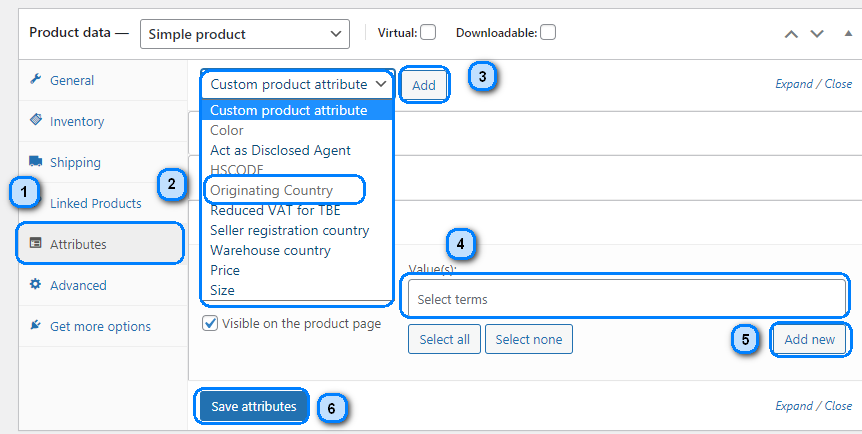 Product data — Simple product Virtual: Downloadable:
General
Inventory
Shipping
Linked Products
Attributes
Advanced
Get more options
1
2
Custom product attribute Add 3 Expand / Close
Custom product attribute
Color
Act as Disclosed Agent
HSCODE
Originating Country
Reduced VAT for TBE
Seller registration country
Warehouse country
Price
Size
4
Value(s):
Select terms
Visible on the product page
Select all Select none 5 Add new
Save attributes 6 Expand / Close